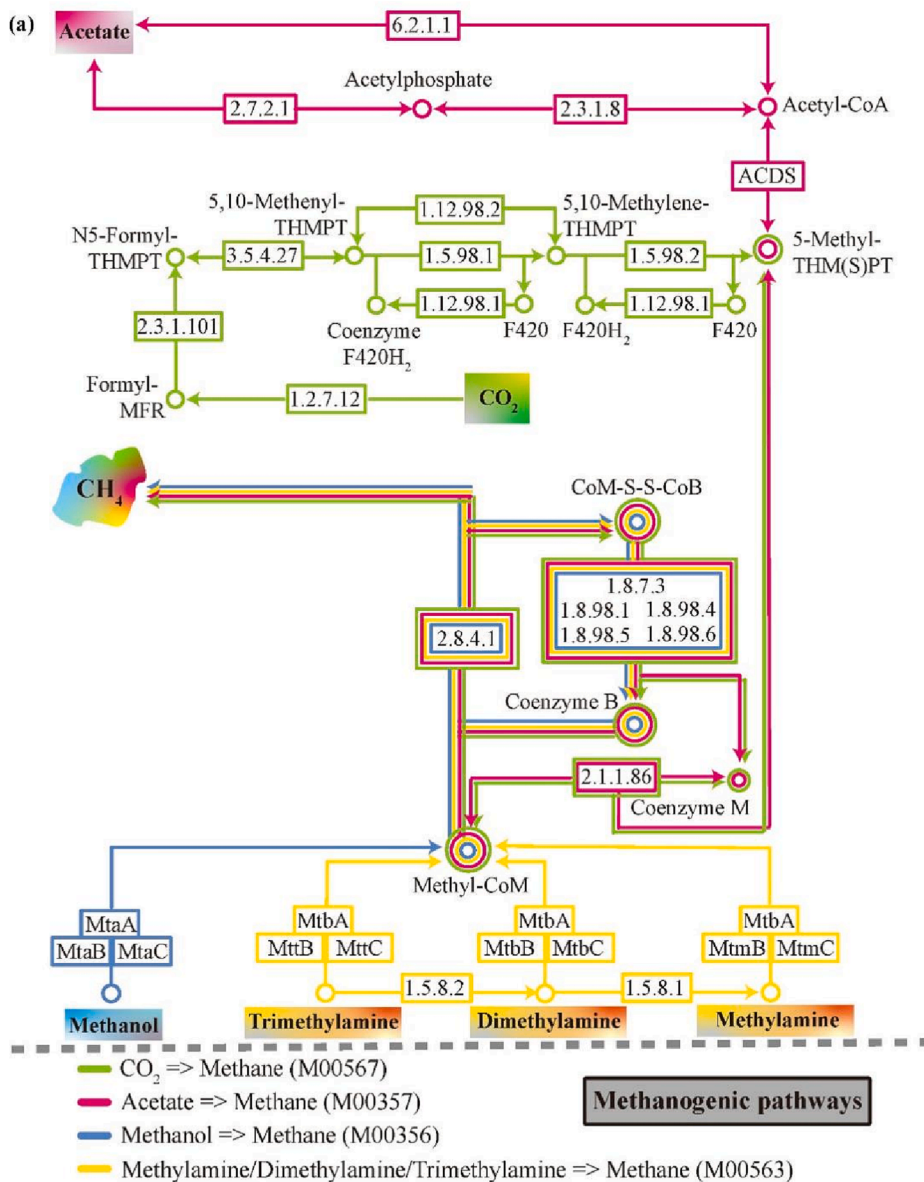 (a)
Acetate
6.2.1.1
Acetylphosphate
2.7.2.1
2.3.1.8
Acetyl-CoA
ACDS
5,10-Methenyl-
THMPT
1.12.98.2
5,10-Methylene-
THMPT
N5-Formyl-
THMPT
3.5.4.27
1.5.98.1
1.5.98.2
5-Methyl-
THM(S)PT
1.12.98.1
1.12.98.1
2.3.1.101
Coenzyme
F420H₂
F420
F420H₂
F420
Formyl-
MFR
1.2.7.12
CO₂
CH₄
CoM-S-S-CoB
1.8.7.3
1.8.98.1 1.8.98.4
1.8.98.5 1.8.98.6
2.8.4.1
Coenzyme B
2.1.1.86
Coenzyme M
Methyl-CoM
MtaA
MtaB MtaC
MtbA
MttB MttC
MtbA
MtbB MtbC
MtbA
MtmB MtmC
1.5.8.2
1.5.8.1
Methanol
Trimethylamine
Dimethylamine
Methylamine
CO₂ => Methane (M00567)
Acetate => Methane (M00357)
Methanol => Methane (M00356)
Methylamine/Dimethylamine/Trimethylamine => Methane (M00563)
Methanogenic pathways